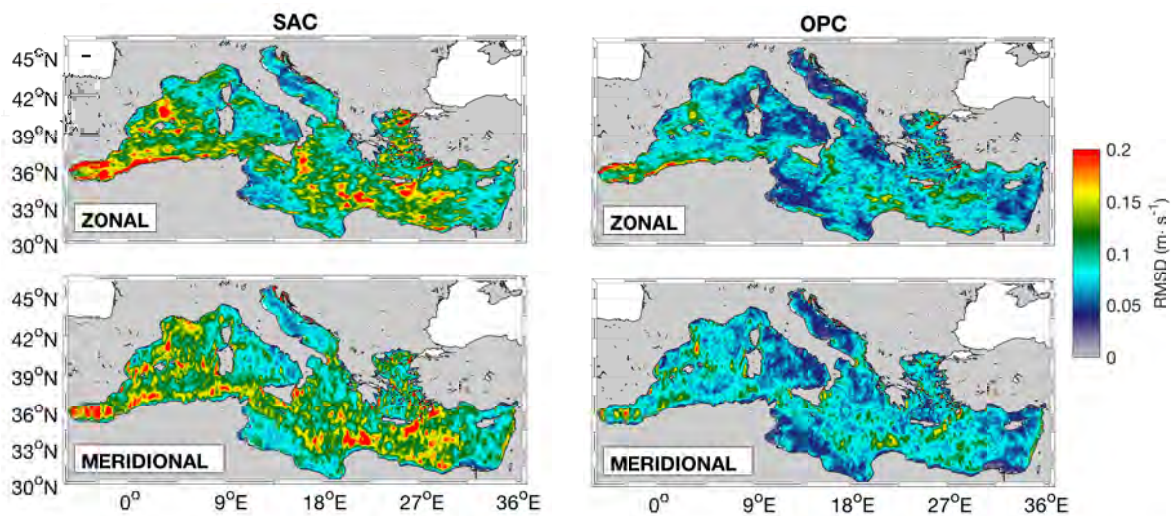 SAC
OPC
45°N
42°N
39°N
36°N
33°N
30°N
ZONAL
ZONAL
0.2
0.15
0.1
0.05
0
RMSD (m· s⁻¹)
45°N
42°N
39°N
36°N
33°N
30°N
MERIDIONAL
MERIDIONAL
0° 9°E 18°E 27°E 36°E
0° 9°E 18°E 27°E 36°E